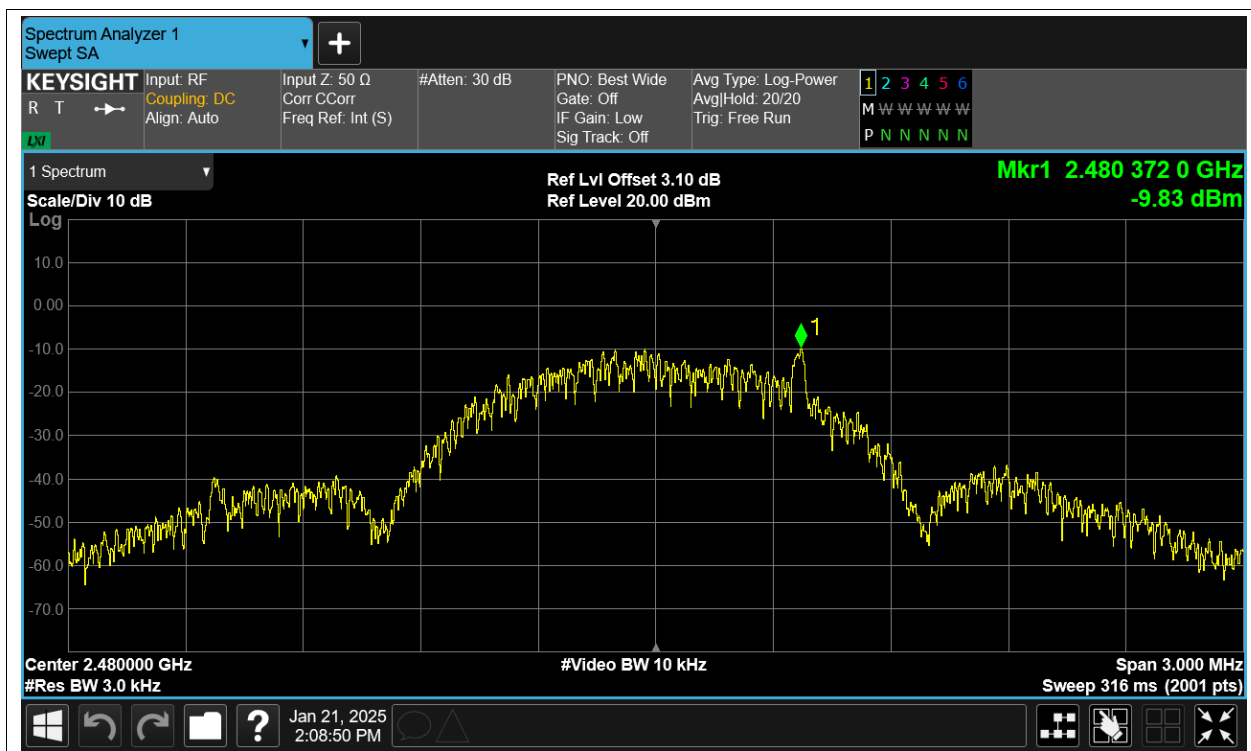 Spectrum Analyzer 1
Swept SA
KEYSIGHT
R T
LXI
Input: RF
Coupling: DC
Align: Auto
Input Z: 50 Ω
Corr CCorr
Freq Ref: Int (S)
#Atten: 30 dB
PNO: Best Wide
Gate: Off
IF Gain: Low
Sig Track: Off
Avg Type: Log-Power
Avg|Hold: 20/20
Trig: Free Run
1 2 3 4 5 6
M W W W W W
P N N N N N
1 Spectrum
Scale/Div 10 dB
Log
Ref Lvl Offset 3.10 dB
Ref Level 20.00 dBm
Mkr1 2.480 372 0 GHz
-9.83 dBm
10.0
0.00
-10.0
-20.0
-30.0
-40.0
-50.0
-60.0
-70.0
1
Center 2.480000 GHz
#Res BW 3.0 kHz
#Video BW 10 kHz
Span 3.000 MHz
Sweep 316 ms (2001 pts)
?
Jan 21, 2025
2:08:50 PM